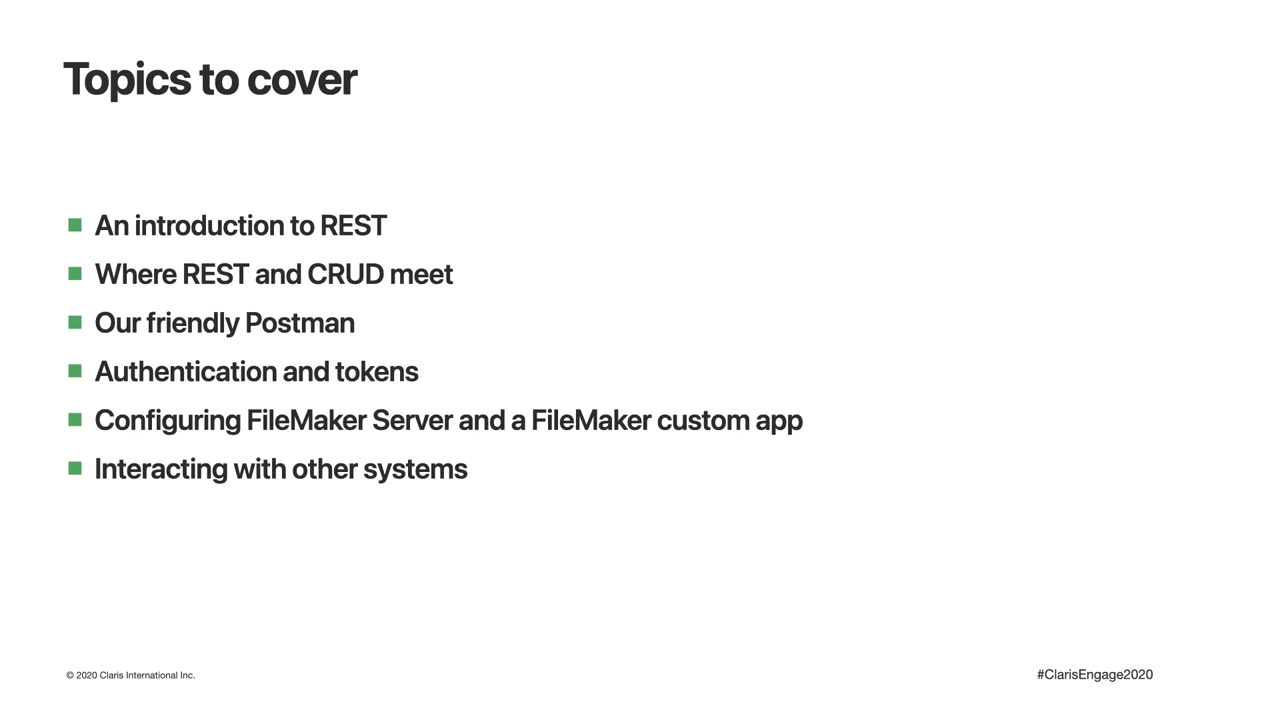 Topics to cover
An introduction to REST
Where REST and CRUD meet
Our friendly Postman
Authentication and tokens
Configuring FileMaker Server and a FileMaker custom app
Interacting with other systems
© 2020 Claris International Inc.
#ClarisEngage2020